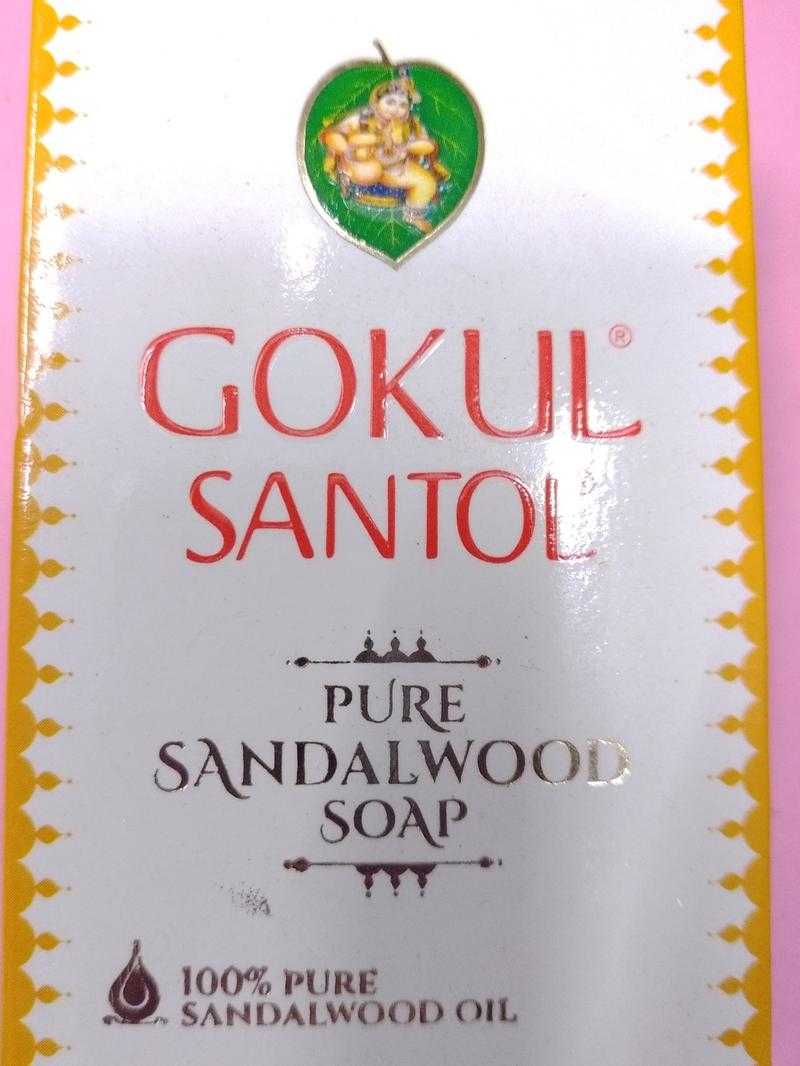 GOKUL®
SANTOL
PURE
SANDALWOOD
SOAP
100% PURE
SANDALWOOD OIL